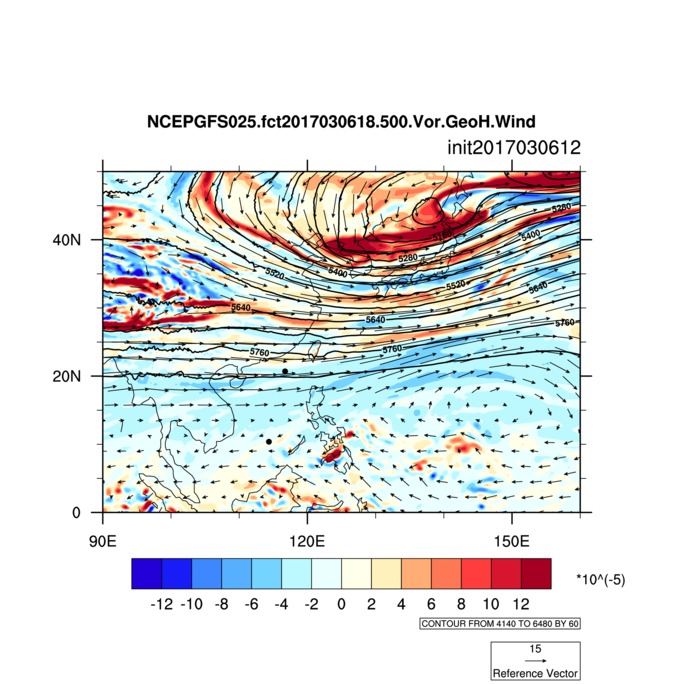 NCEPGFS025.fct2017030618.500.Vor.GeoH.Wind
init2017030612
5280
5160
5400
40N
5280
5520
5400
5520
5640
5640
5640
5760
5760
5760
20N
0
90E 120E 150E
-12 -10 -8 -6 -4 -2 0 2 4 6 8 10 12
*10^(-5)
CONTOUR FROM 4140 TO 6480 BY 60
15
Reference Vector